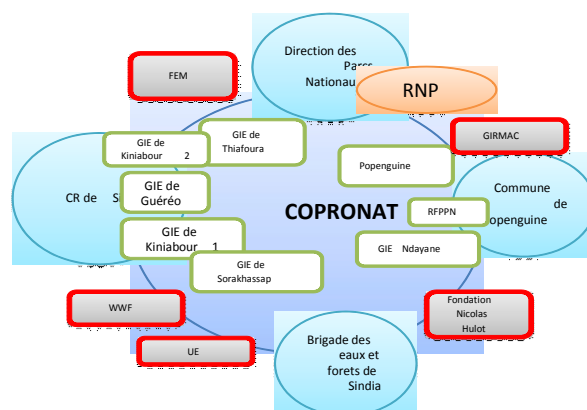 Direction des
Parcs
Nationau
FEM
RNP
GIRMAC
GIE de
Thiafoura
GIE de
Kiniabour 2
Popenguine
CR de
GIE de
Guéréo
COPRONAT
RFPPN
Commune
de
openguine
GIE de
Kiniabour 1
GIE Ndayane
GIE de
Sorakhassap
WWF
Fondation
Nicolas
Hulot
UE
Brigade des
eaux et
forets de
Sindia